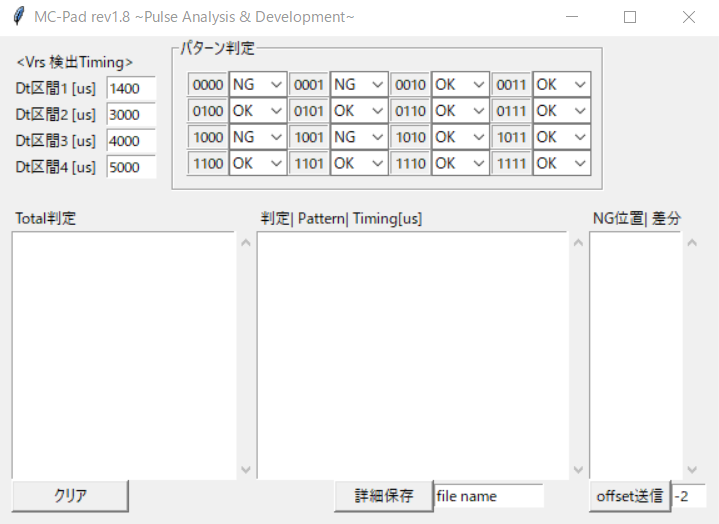 MC-Pad rev1.8 ~Pulse Analysis & Development~
<Vrs 検出Timing>
Dt区間1 [us] 1400
Dt区間2 [us] 3000
Dt区間3 [us] 4000
Dt区間4 [us] 5000
パターン判定
0000 NG 0001 NG 0010 OK 0011 OK
0100 OK 0101 OK 0110 OK 0111 OK
1000 NG 1001 NG 1010 OK 1011 OK
1100 OK 1101 OK 1110 OK 1111 OK
Total判定
判定| Pattern| Timing[us]
NG位置| 差分
クリア
詳細保存 file name
offset送信 -2